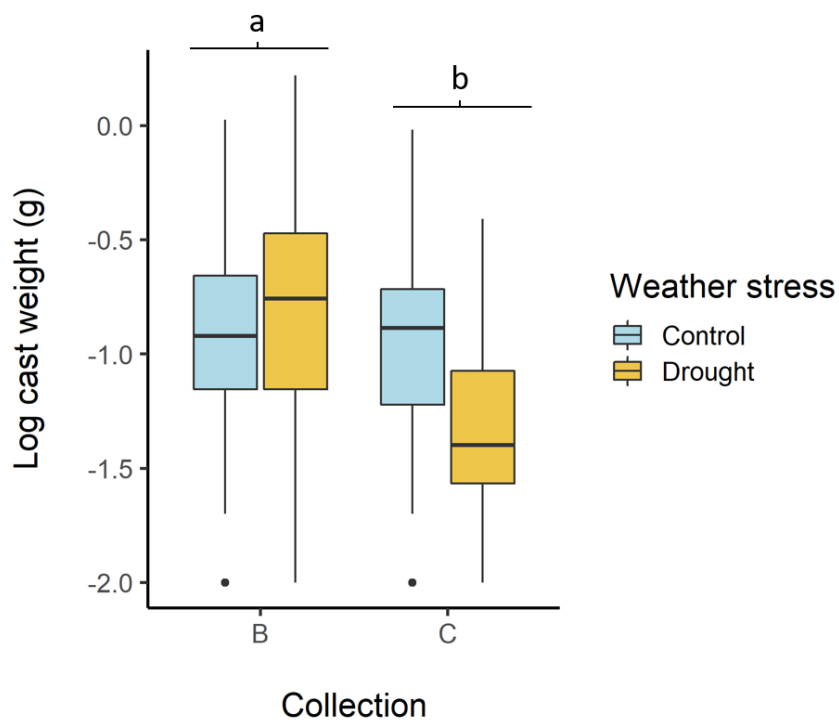 a
b
0.0
-0.5
-1.0
-1.5
-2.0
Log cast weight (g)
B
C
Collection
Weather stress
Control
Drought